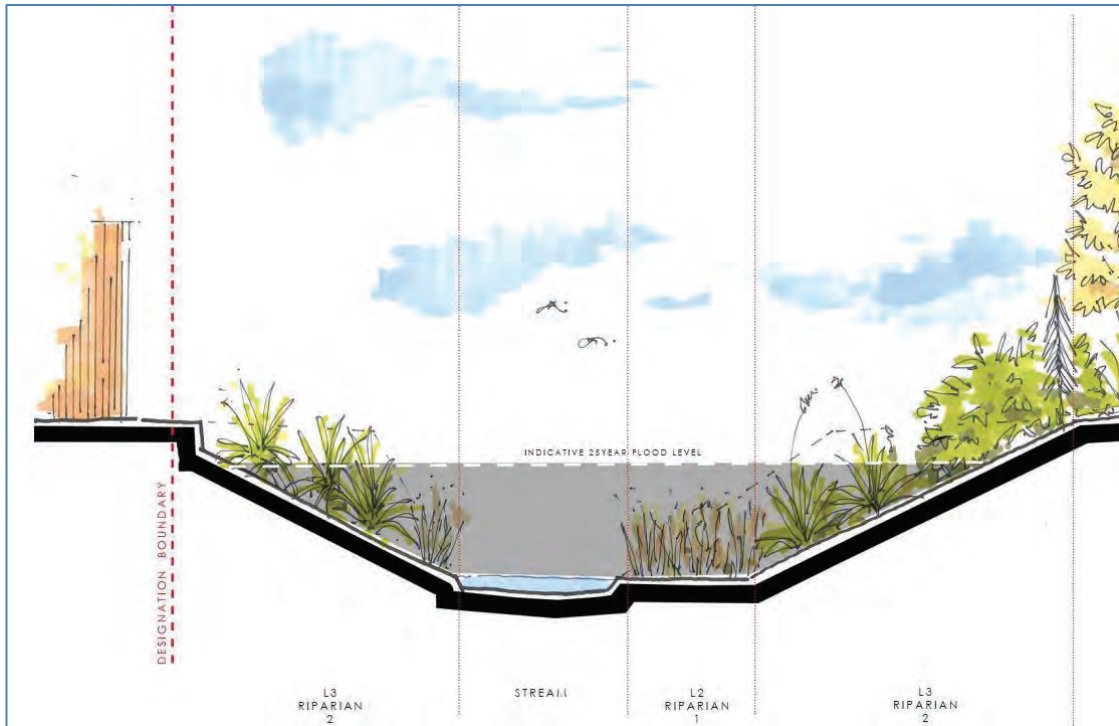 INDICATIVE 25YEAR FLOOD LEVEL
DESIGNATION BOUNDARY
L3
RIPARIAN
2
STREAM
L2
RIPARIAN
1
L3
RIPARIAN
2